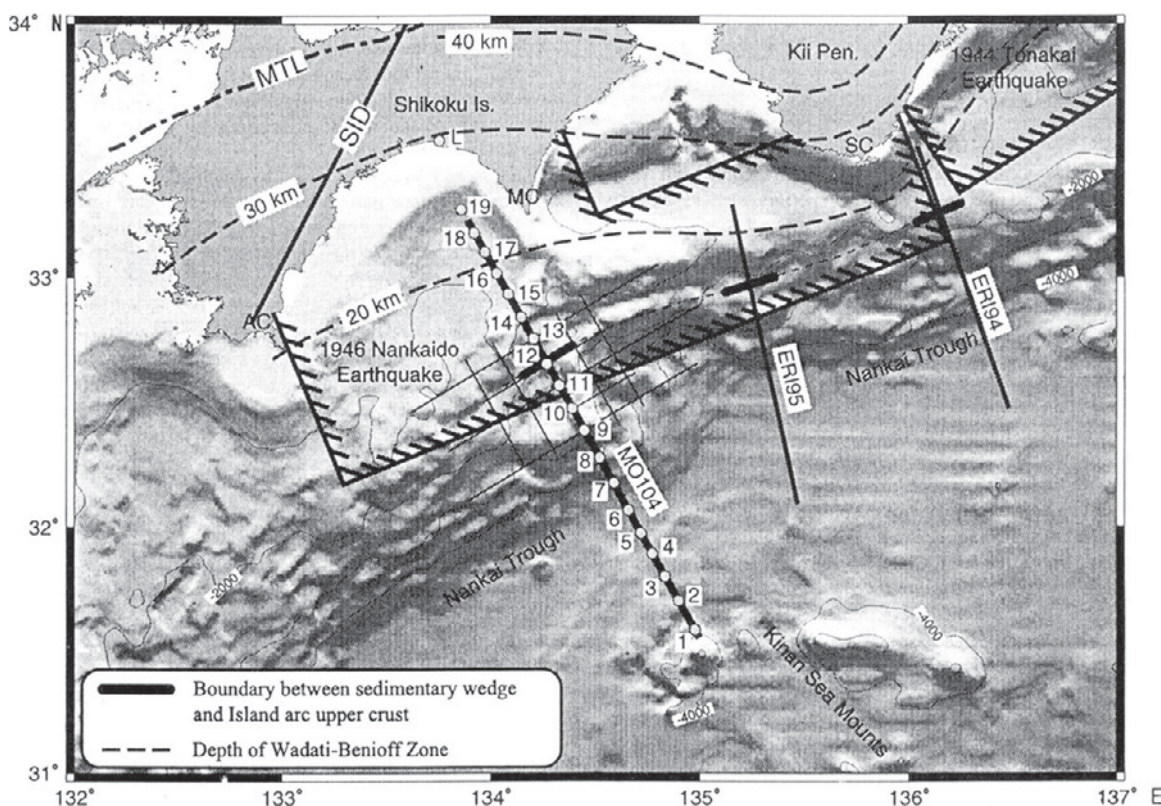 34° N
40 km
Kii Pen.
1944 Tonakai
Earthquake
MTL
Shikoku Is.
SID
L
SC
30 km
MC
-2000
19
18
17
16
15
14
13
12
11
10
9
8
7
6
5
4
3
2
1
33°
20 km
AC
1946 Nankaido
Earthquake
-4000
ERI94
ERI95
Nankai Trough
MO104
32°
-2000
Nankai Trough
Kinan Sea Mounts
-4000
-4000
Boundary between sedimentary wedge
and Island arc upper crust
Depth of Wadati-Benioff Zone
31°
132° 133° 134° 135° 136° 137° E